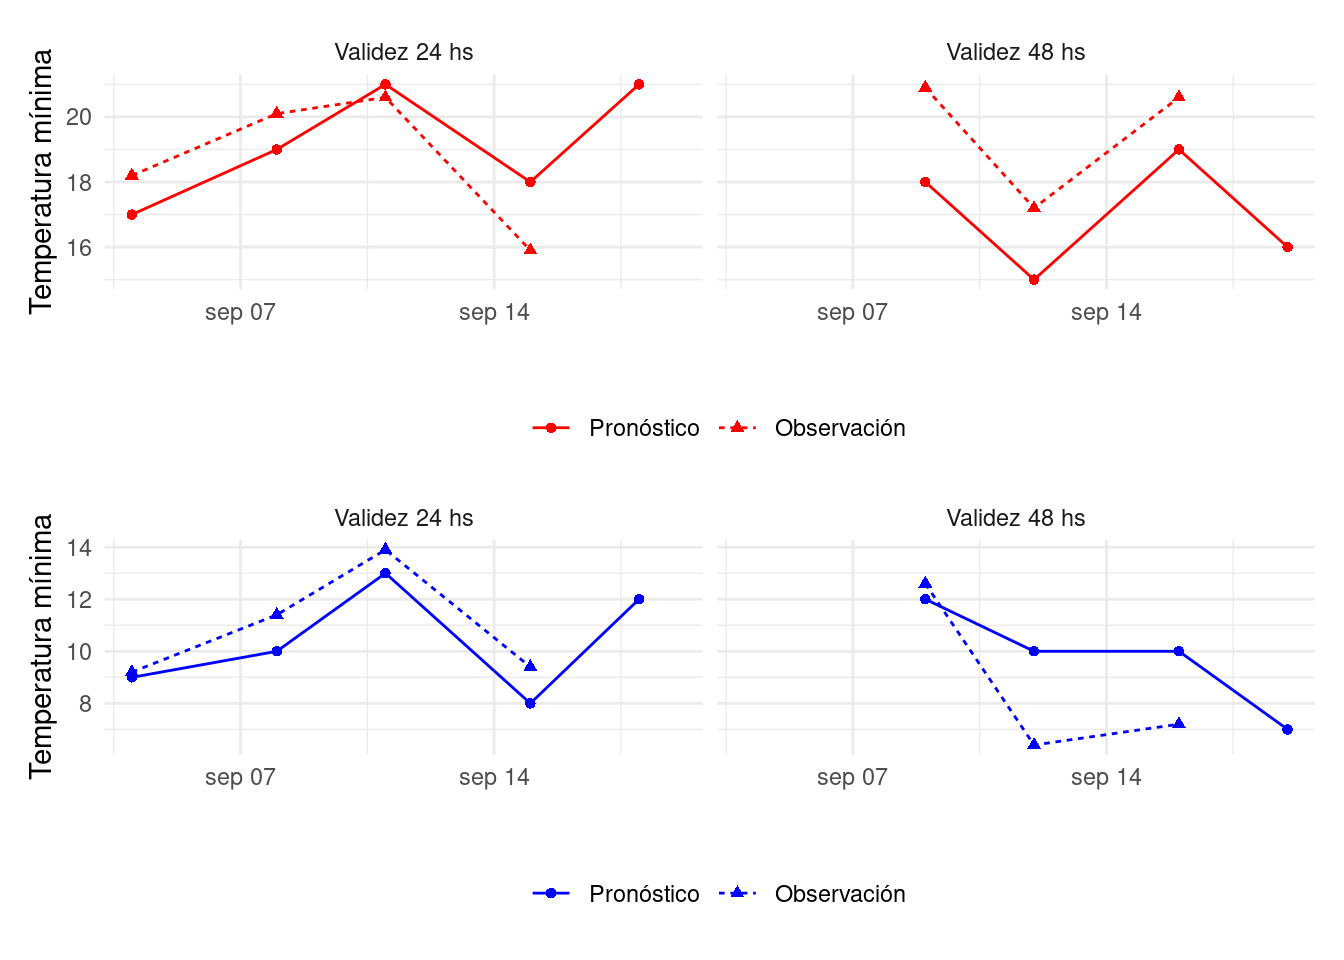 Validez 24 hs Validez 48 hs
Temperatura mínima
20
18
16
sep 07 sep 14 sep 07 sep 14
Pronóstico Observación
Validez 24 hs Validez 48 hs
Temperatura mínima
14
12
10
8
sep 07 sep 14 sep 07 sep 14
Pronóstico Observación